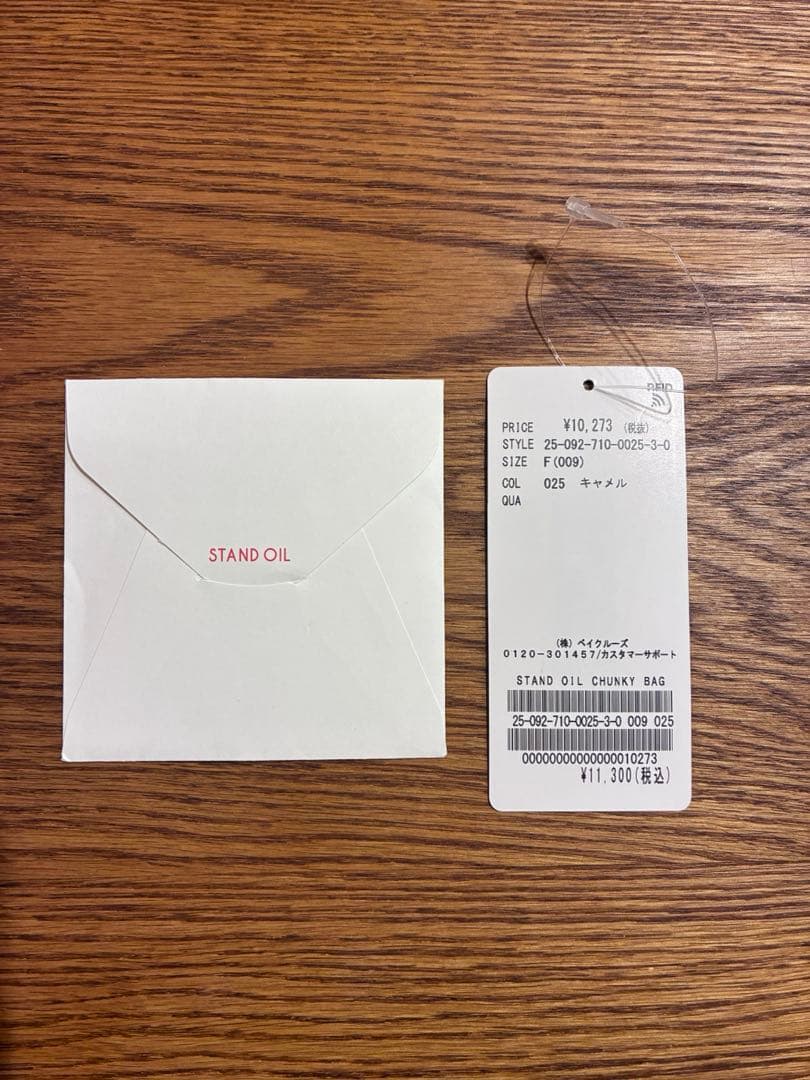 STAND OIL
RFID
PRICE ¥10,273 (税抜)
STYLE 25-092-710-0025-3-0
SIZE F(009)
COL 025 キャメル
QUA
(株) ベイクルーズ
0120-301457/カスタマーサポート
STAND OIL CHUNKY BAG
25-092-710-0025-3-0 009 025
00000000000000010273
¥11,300(税込)